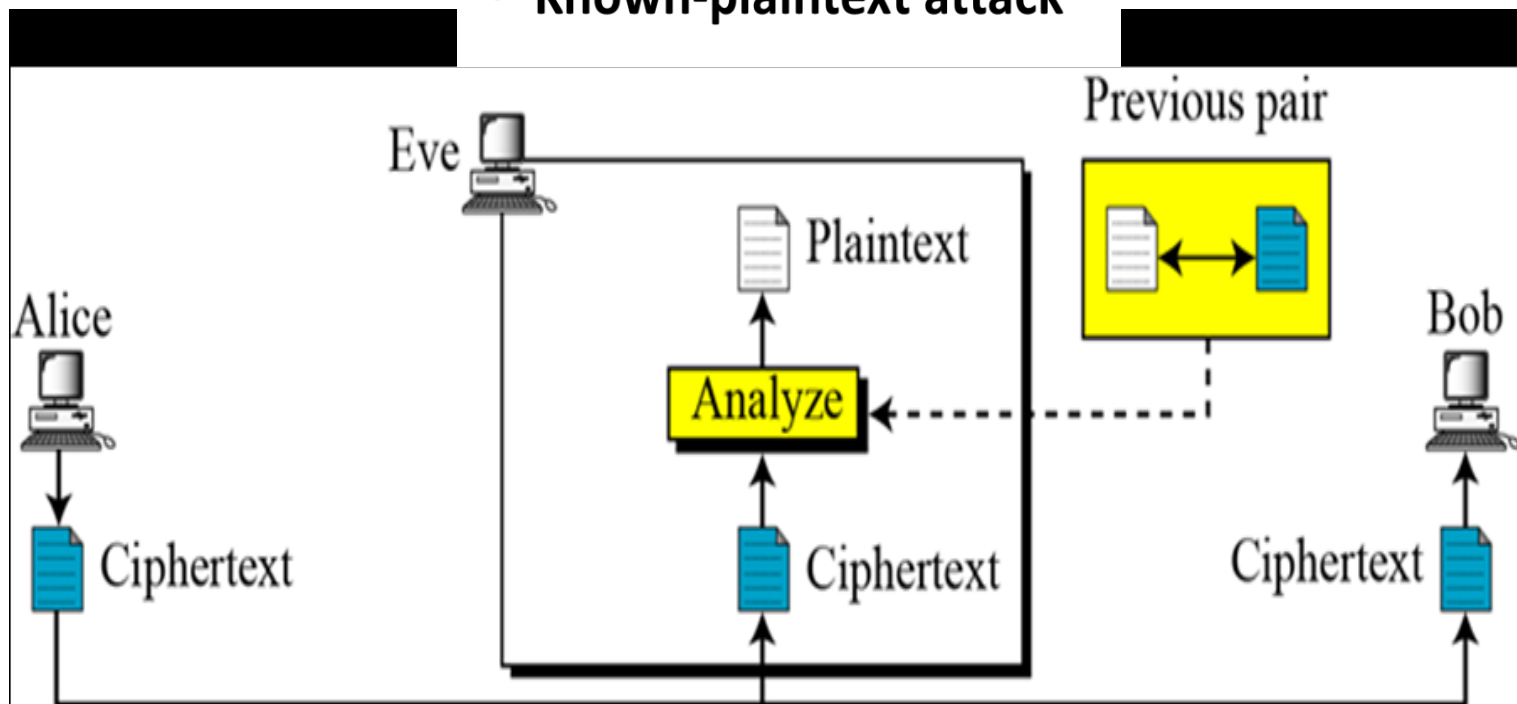 Known-plaintext attack
Previous pair
Eve
Plaintext
Alice
Bob
Analyze
Ciphertext
Ciphertext
Ciphertext